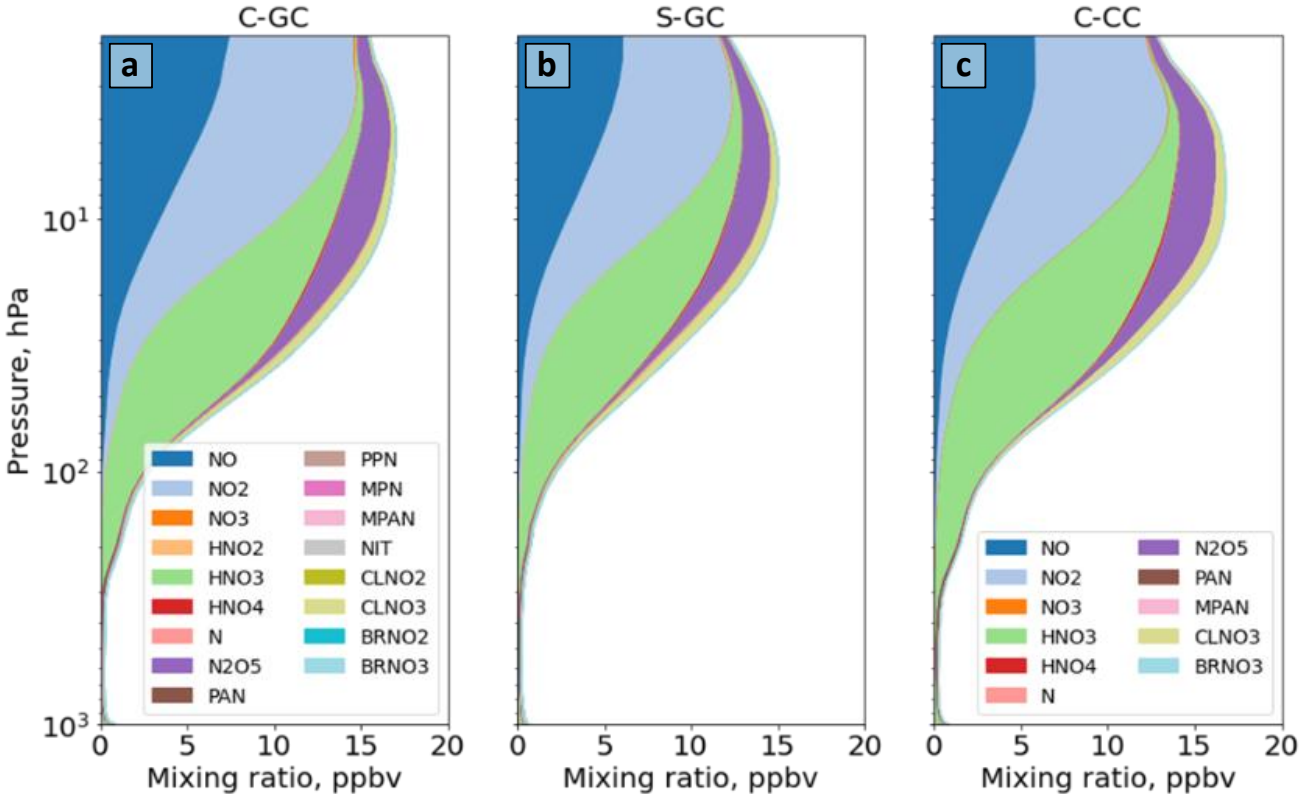 C-GC
S-GC
C-CC
a
b
c
Pressure, hPa
10¹
10²
10³
NO
NO2
NO3
HNO2
HNO3
HNO4
N
N2O5
PAN
PPN
MPN
MPAN
NIT
CLNO2
CLNO3
BRNO2
BRNO3
NO
NO2
NO3
HNO3
HNO4
N
N2O5
PAN
MPAN
CLNO3
BRNO3
0 5 10 15 20
0 5 10 15 20
0 5 10 15 20
Mixing ratio, ppbv
Mixing ratio, ppbv
Mixing ratio, ppbv